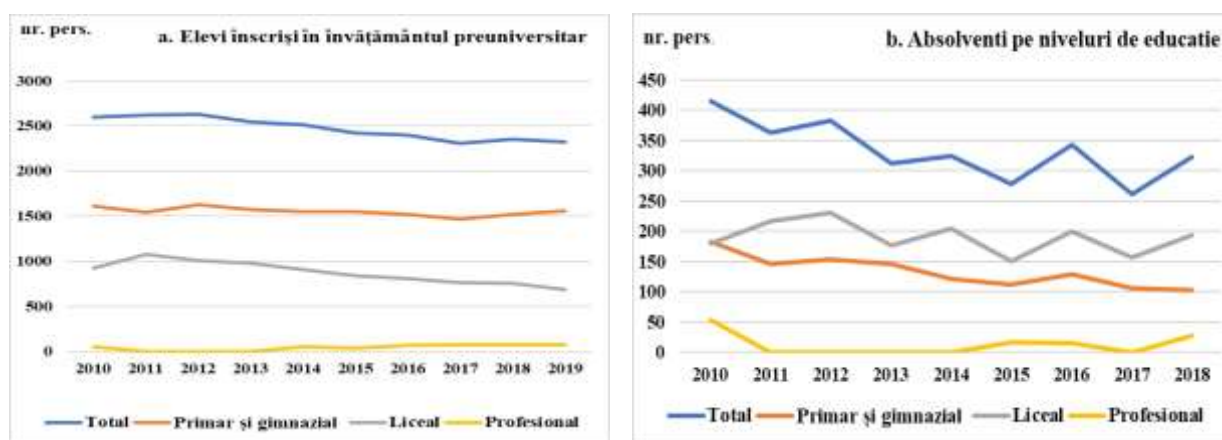 nr. pers.
a. Elevi înscriși în învățământul preuniversitar
3000
2500
2000
1500
1000
500
0
2010 2011 2012 2013 2014 2015 2016 2017 2018 2019
Total Primar și gimnazial Liceal Profesional
nr. pers.
b. Absolventi pe niveluri de educatie
450
400
350
300
250
200
150
100
50
0
2010 2011 2012 2013 2014 2015 2016 2017 2018
Total Primar și gimnazial Liceal Profesional